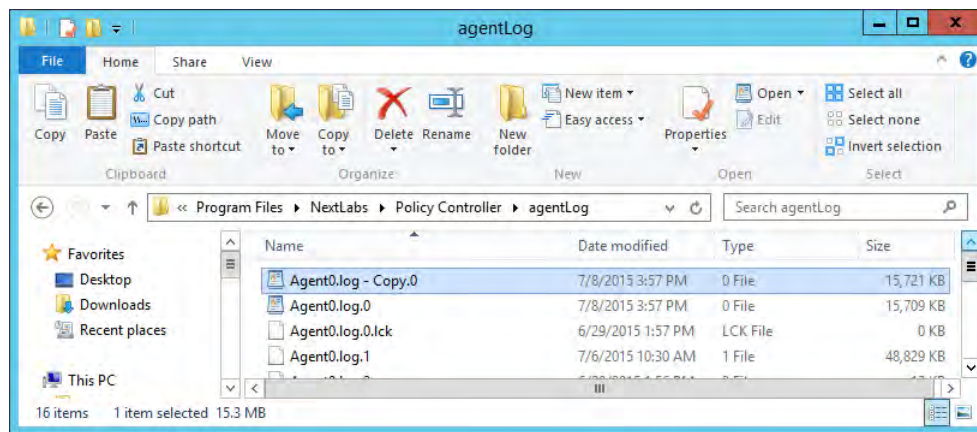 agentLog
File Home Share View
Copy Paste Cut Copy path Paste shortcut
Move to Copy to Delete Rename
New folder New item Easy access
Properties Open Edit
Select all Select none Invert selection
Clipboard Organize New Open Select
« Program Files NextLabs Policy Controller agentLog Search agentLog
Favorites
Desktop
Downloads
Recent places
This PC
Name Date modified Type Size
Agent0.log - Copy.0 7/8/2015 3:57 PM 0 File 15,721 KB
Agent0.log.0 7/8/2015 3:57 PM 0 File 15,709 KB
Agent0.log.0.lck 6/29/2015 1:57 PM LCK File 0 KB
Agent0.log.1 7/6/2015 10:30 AM 1 File 48,829 KB
16 items 1 item selected 15.3 MB